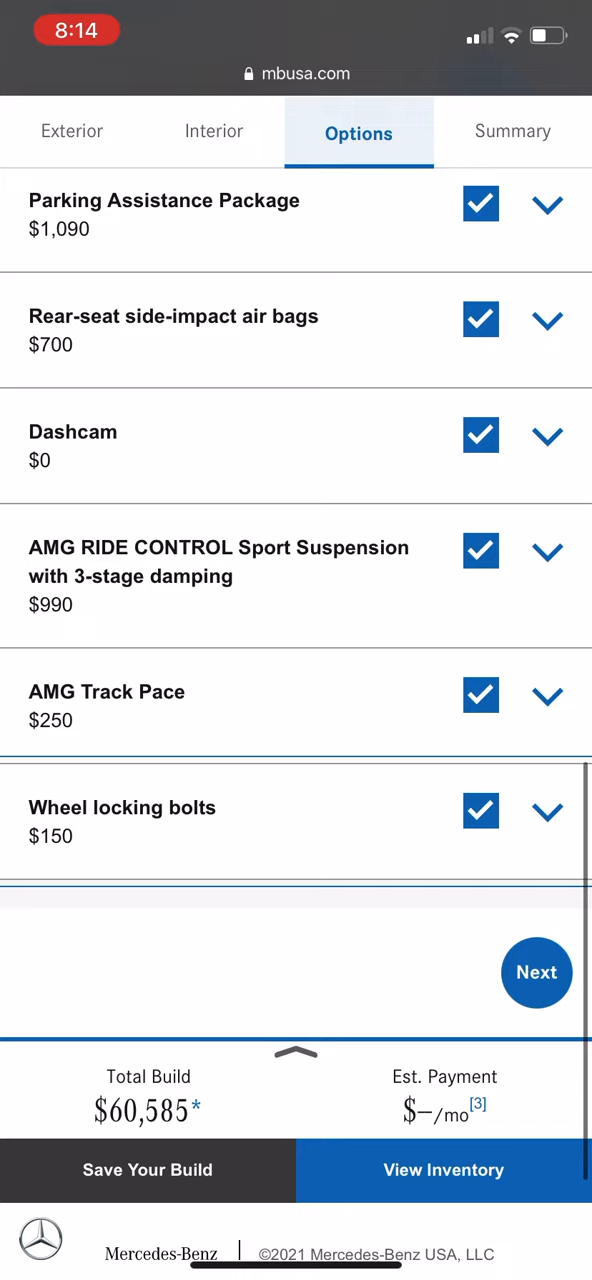 8:14
mbusa.com
Exterior
Interior
Options
Summary
Parking Assistance Package
$1,090
Rear-seat side-impact air bags
$700
Dashcam
$0
AMG RIDE CONTROL Sport Suspension
with 3-stage damping
$990
AMG Track Pace
$250
Wheel locking bolts
$150
Next
Total Build
$60,585*
Est. Payment
$–/mo[3]
Save Your Build
View Inventory
Mercedes-Benz
©2021 Mercedes-Benz USA, LLC